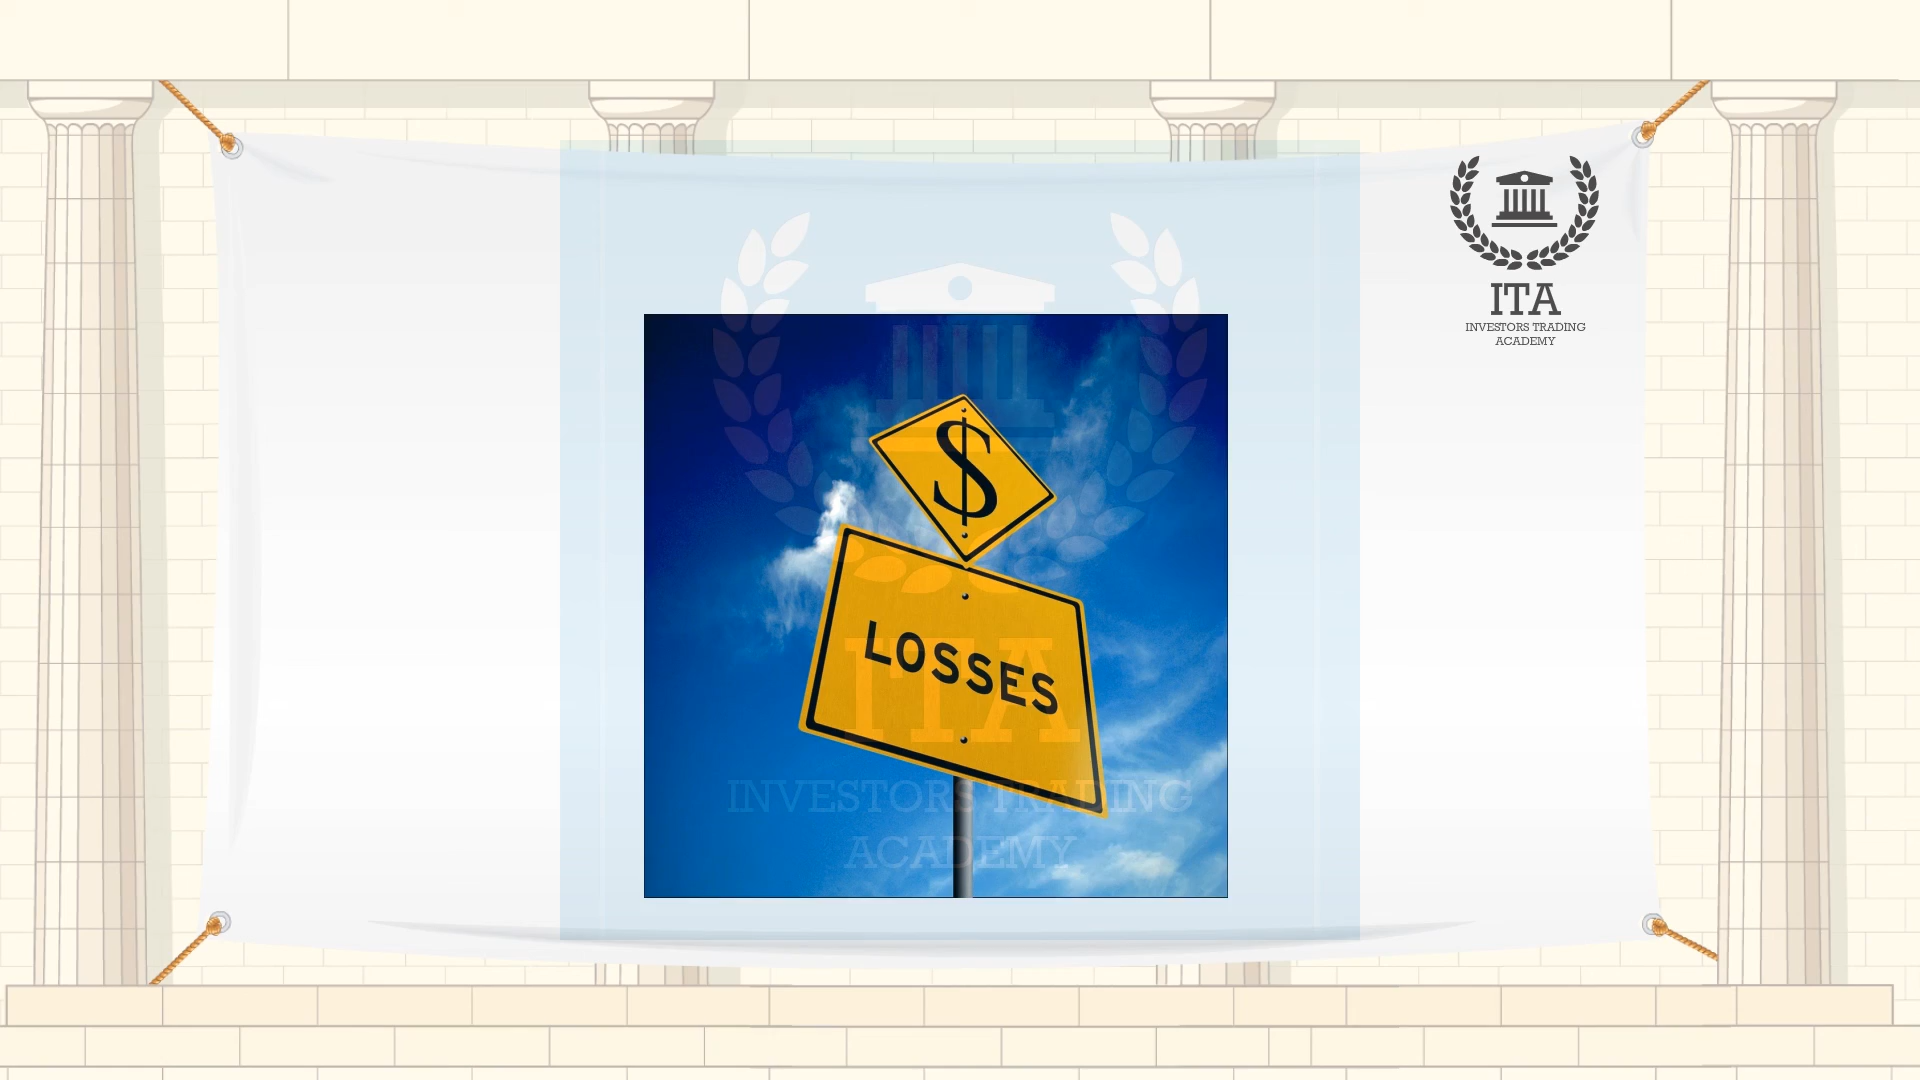 ITA
INVESTORS TRADING
ACADEMY
$
LOSSES
ITA
INVESTORS TRADING
ACADEMY